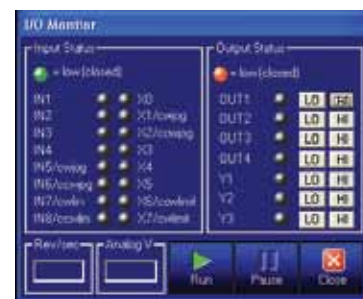 I/O Monitor
Input Status
= low (closed)
IN1 X0
IN2 X1/cwjog
IN3 X2/ccwjog
IN4 X3
IN5/cwjog X4
IN6/ccwjog X5
IN7/cwlim X6/ccwlimit
IN8/ccwlim X7/cwlimit
Output Status
= low (closed)
OUT1 LO HI
OUT2 LO HI
OUT3 LO HI
OUT4 LO HI
Y1 LO HI
Y2 LO HI
Y3 LO HI
Rev/sec
Analog V
Run
Pause
Close